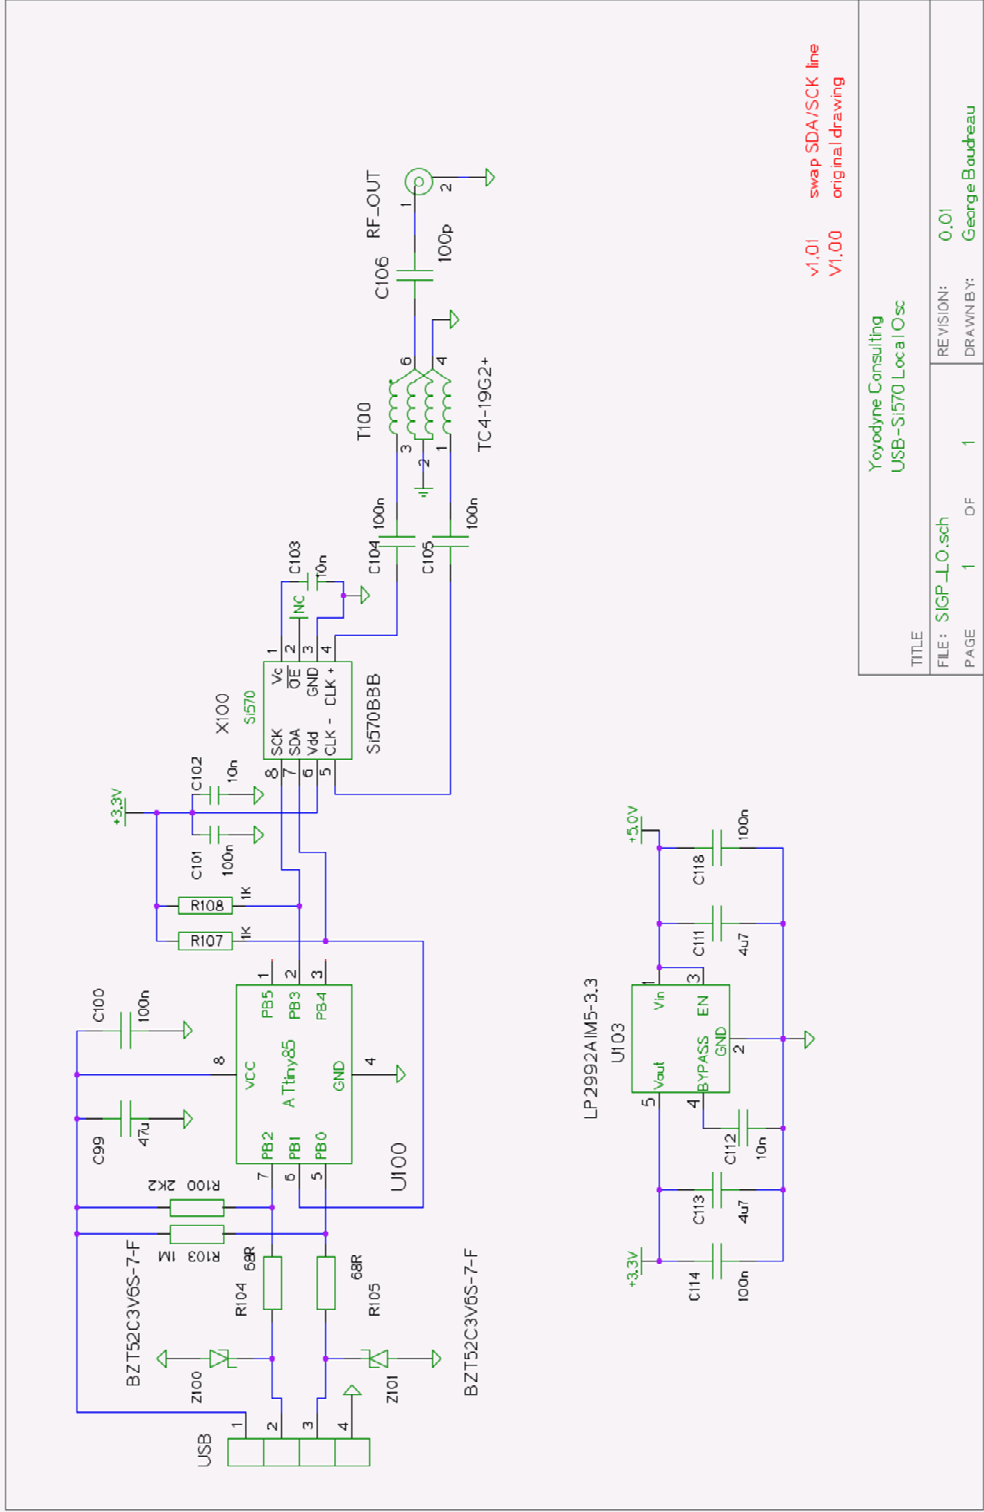 USB
1
2
3
4
BZT52C3V6S-7-F
Z100
Z101
BZT52C3V6S-7-F
R104
68R
R105
68R
R103 1M
R100 2K2
C99
47u
C100
100n
U100
ATtiny85
7
PB2
6
PB1
5
PB0
8
VCC
GND
4
PB5
1
PB3
2
PB4
3
R107
1K
R108
1K
+3.3V
C101
100n
C102
10n
X100
Si570
Si570BBB
8
SCK
7
SDA
6
Vdd
5
CLK -
Vc
1
OE
2
GND
3
CLK +
4
NC
C103
10n
C104
100n
C105
100n
T100
TC4-19G2+
3
2
1
6
4
C106
100p
RF_OUT
1
2
+3.3V
C114
100n
C113
4u7
C112
10n
LP2992AIM5-3.3
U103
5
Vout
4
BYPASS
GND
2
Vin
1
EN
3
C111
4u7
C118
100n
+5.0V
v1.01 swap SDA/SCK line
V1.00 original drawing
Yoyodyne Consulting
USB-Si570 Local Osc
TITLE
FILE: SIGP_LO.sch
REVISION: 0.01
PAGE 1 OF 1
DRAWN BY: George Boudreau